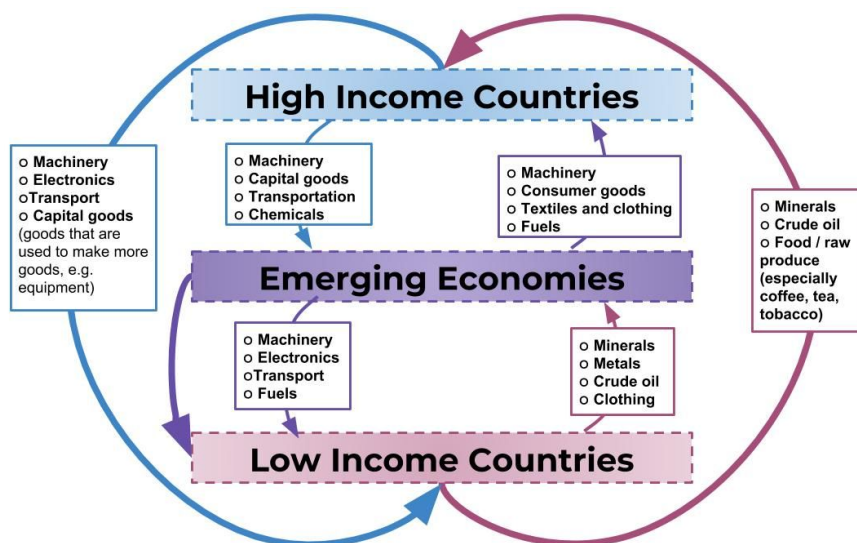 High Income Countries
o Machinery
o Electronics
oTransport
o Capital goods
(goods that are
used to make more
goods, e.g.
equipment)
o Machinery
o Capital goods
o Transportation
o Chemicals
o Machinery
o Consumer goods
o Textiles and clothing
o Fuels
o Minerals
o Crude oil
o Food / raw
produce
(especially
coffee, tea,
tobacco)
Emerging Economies
o Machinery
o Electronics
oTransport
o Fuels
o Minerals
o Metals
o Crude oil
o Clothing
Low Income Countries